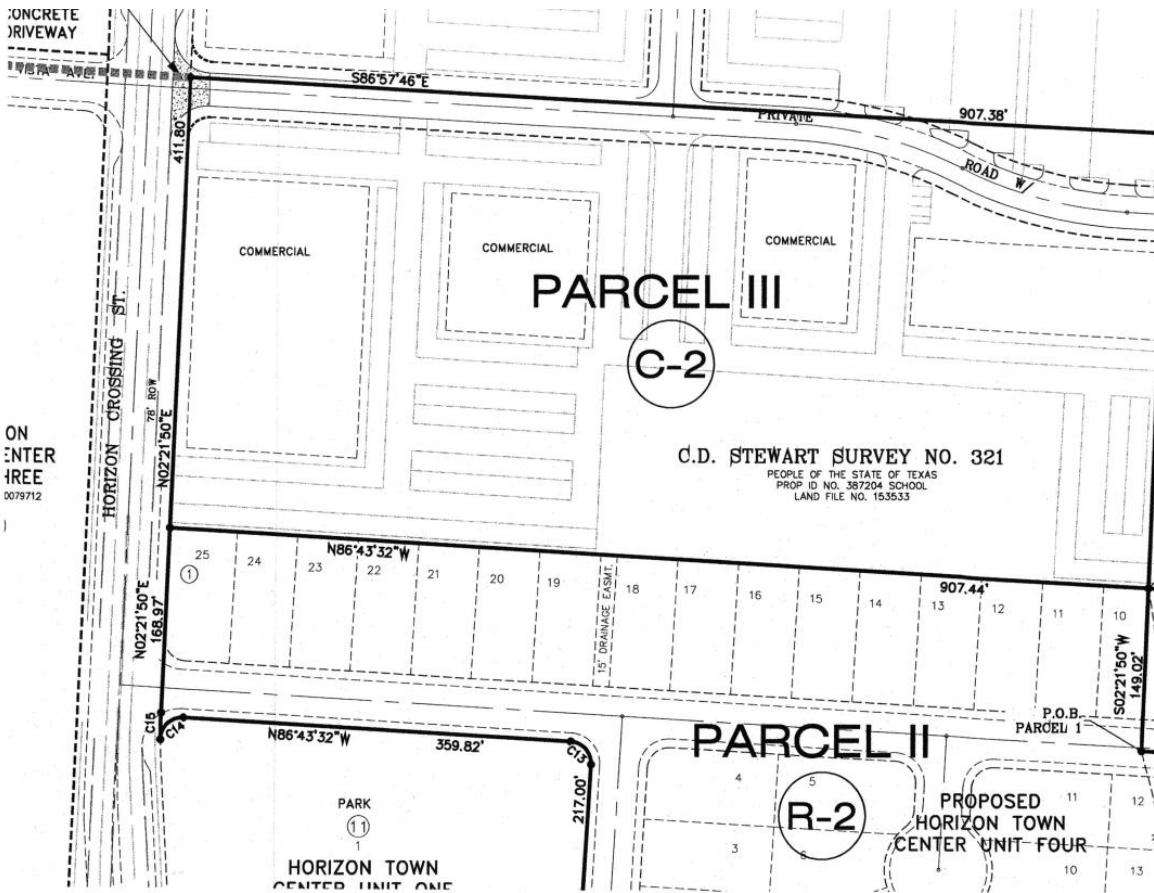 CONCRETE
DRIVEWAY
VISTA AVE.
S86°57'46"E
907.38'
PRIVATE
ROAD W/
411.80'
COMMERCIAL
COMMERCIAL
COMMERCIAL
PARCEL III
C-2
HORIZON CROSSING ST.
78' ROW
N02°21'50"E
ON
ENTER
HREE
0079712
)
C.D. STEWART SURVEY NO. 321
PEOPLE OF THE STATE OF TEXAS
PROP ID NO. 387204 SCHOOL
LAND FILE NO. 153533
N86°43'32"W
907.44'
25
24
23
22
21
20
19
18
17
16
15
14
13
12
11
10
1
15' DRAINAGE EASMT.
N02°21'50"E
168.97'
S02°21'50"W
149.02'
P.O.B.
PARCEL 1
C15
C14
N86°43'32"W
359.82'
C13
217.00'
PARCEL II
R-2
4
5
3
6
PROPOSED
HORIZON TOWN
CENTER UNIT FOUR
11
12
10
13
PARK
11
1
HORIZON TOWN
CENTER UNIT ONE